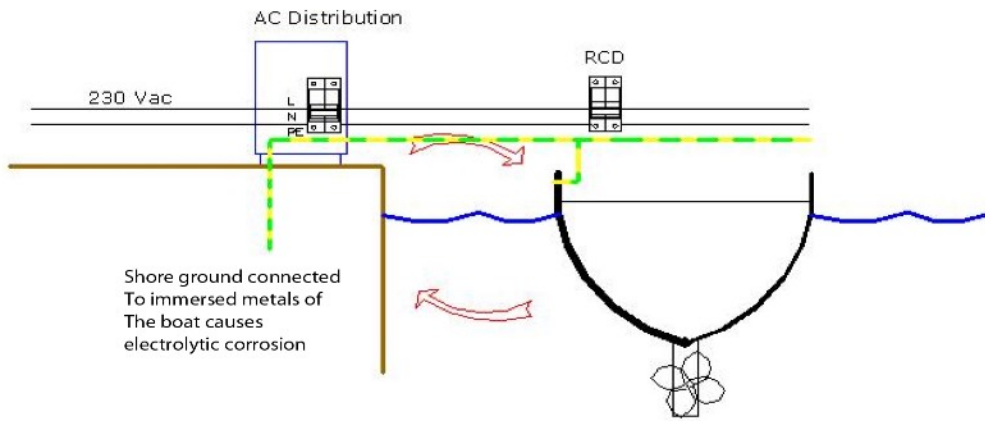 AC Distribution
RCD
230 Vac
L
N
PE
Shore ground connected
To immersed metals of
The boat causes
electrolytic corrosion